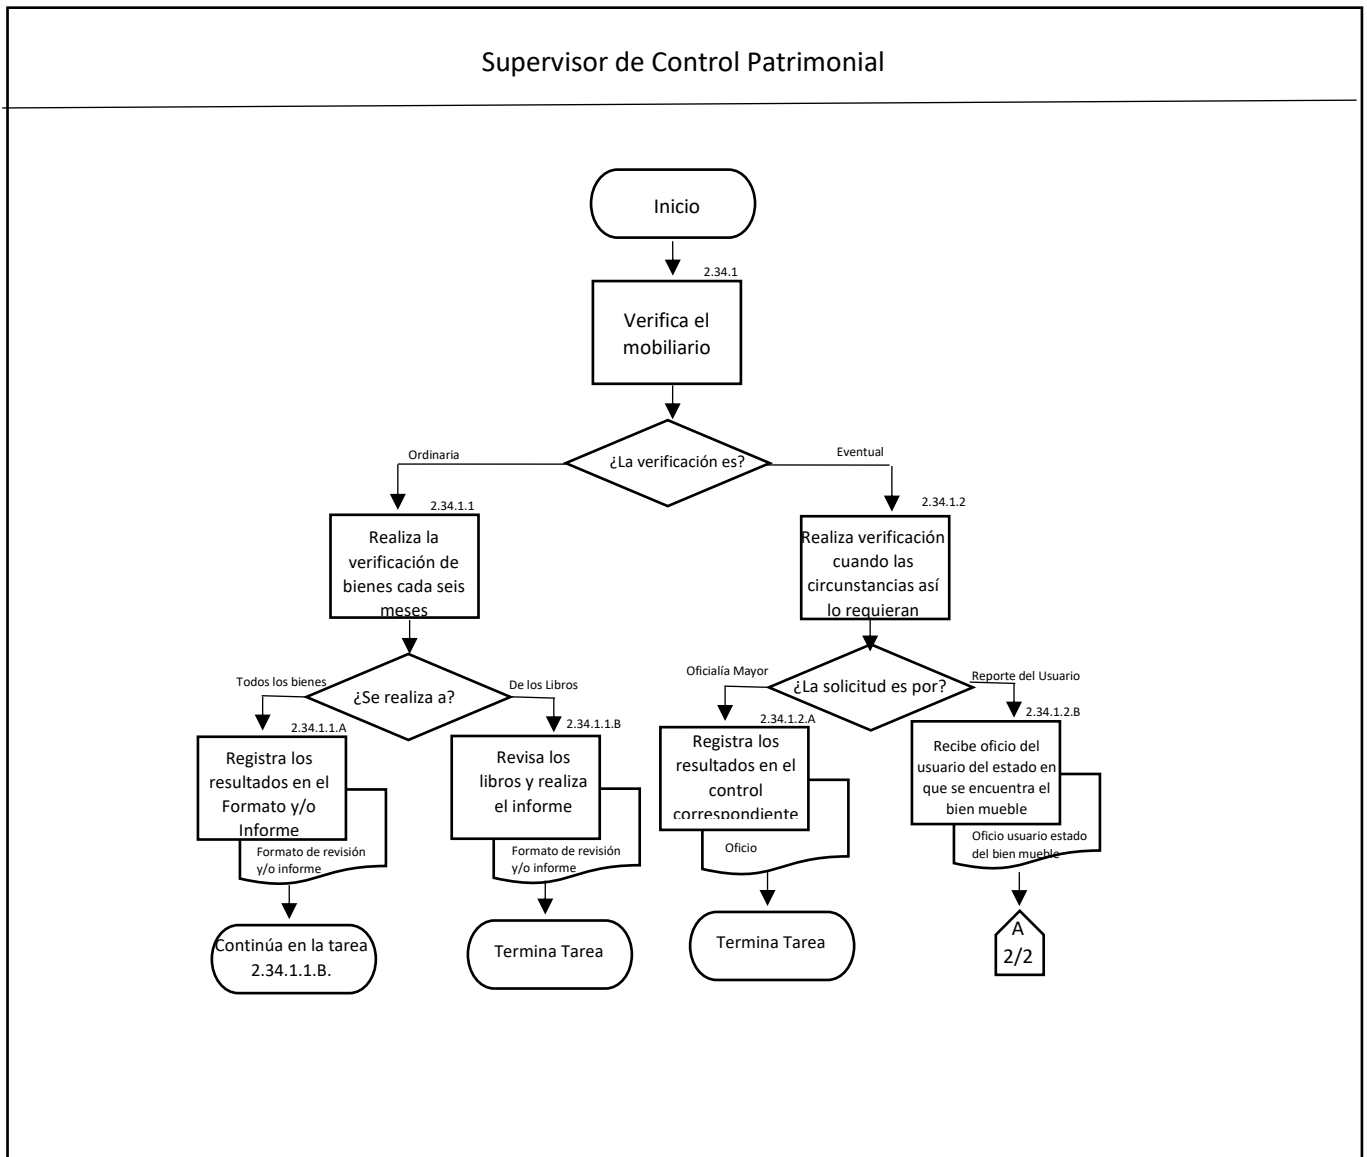 Supervisor de Control Patrimonial
Inicio
2.34.1
Verifica el
mobiliario
¿La verificación es?
Ordinaria
Eventual
2.34.1.1
Realiza la
verificación de
bienes cada seis
meses
2.34.1.2
Realiza verificación
cuando las
circunstancias así
lo requieran
¿Se realiza a?
Todos los bienes
De los Libros
¿La solicitud es por?
Oficialía Mayor
Reporte del Usuario
2.34.1.1.A
Registra los
resultados en el
Formato y/o
Informe
Formato de revisión
y/o informe
Continúa en la tarea
2.34.1.1.B.
2.34.1.1.B
Revisa los
libros y realiza
el informe
Formato de revisión
y/o informe
Termina Tarea
2.34.1.2.A
Registra los
resultados en el
control
correspondiente
Oficio
Termina Tarea
2.34.1.2.B
Recibe oficio del
usuario del estado en
que se encuentra el
bien mueble
Oficio usuario estado
del bien mueble
A
2/2